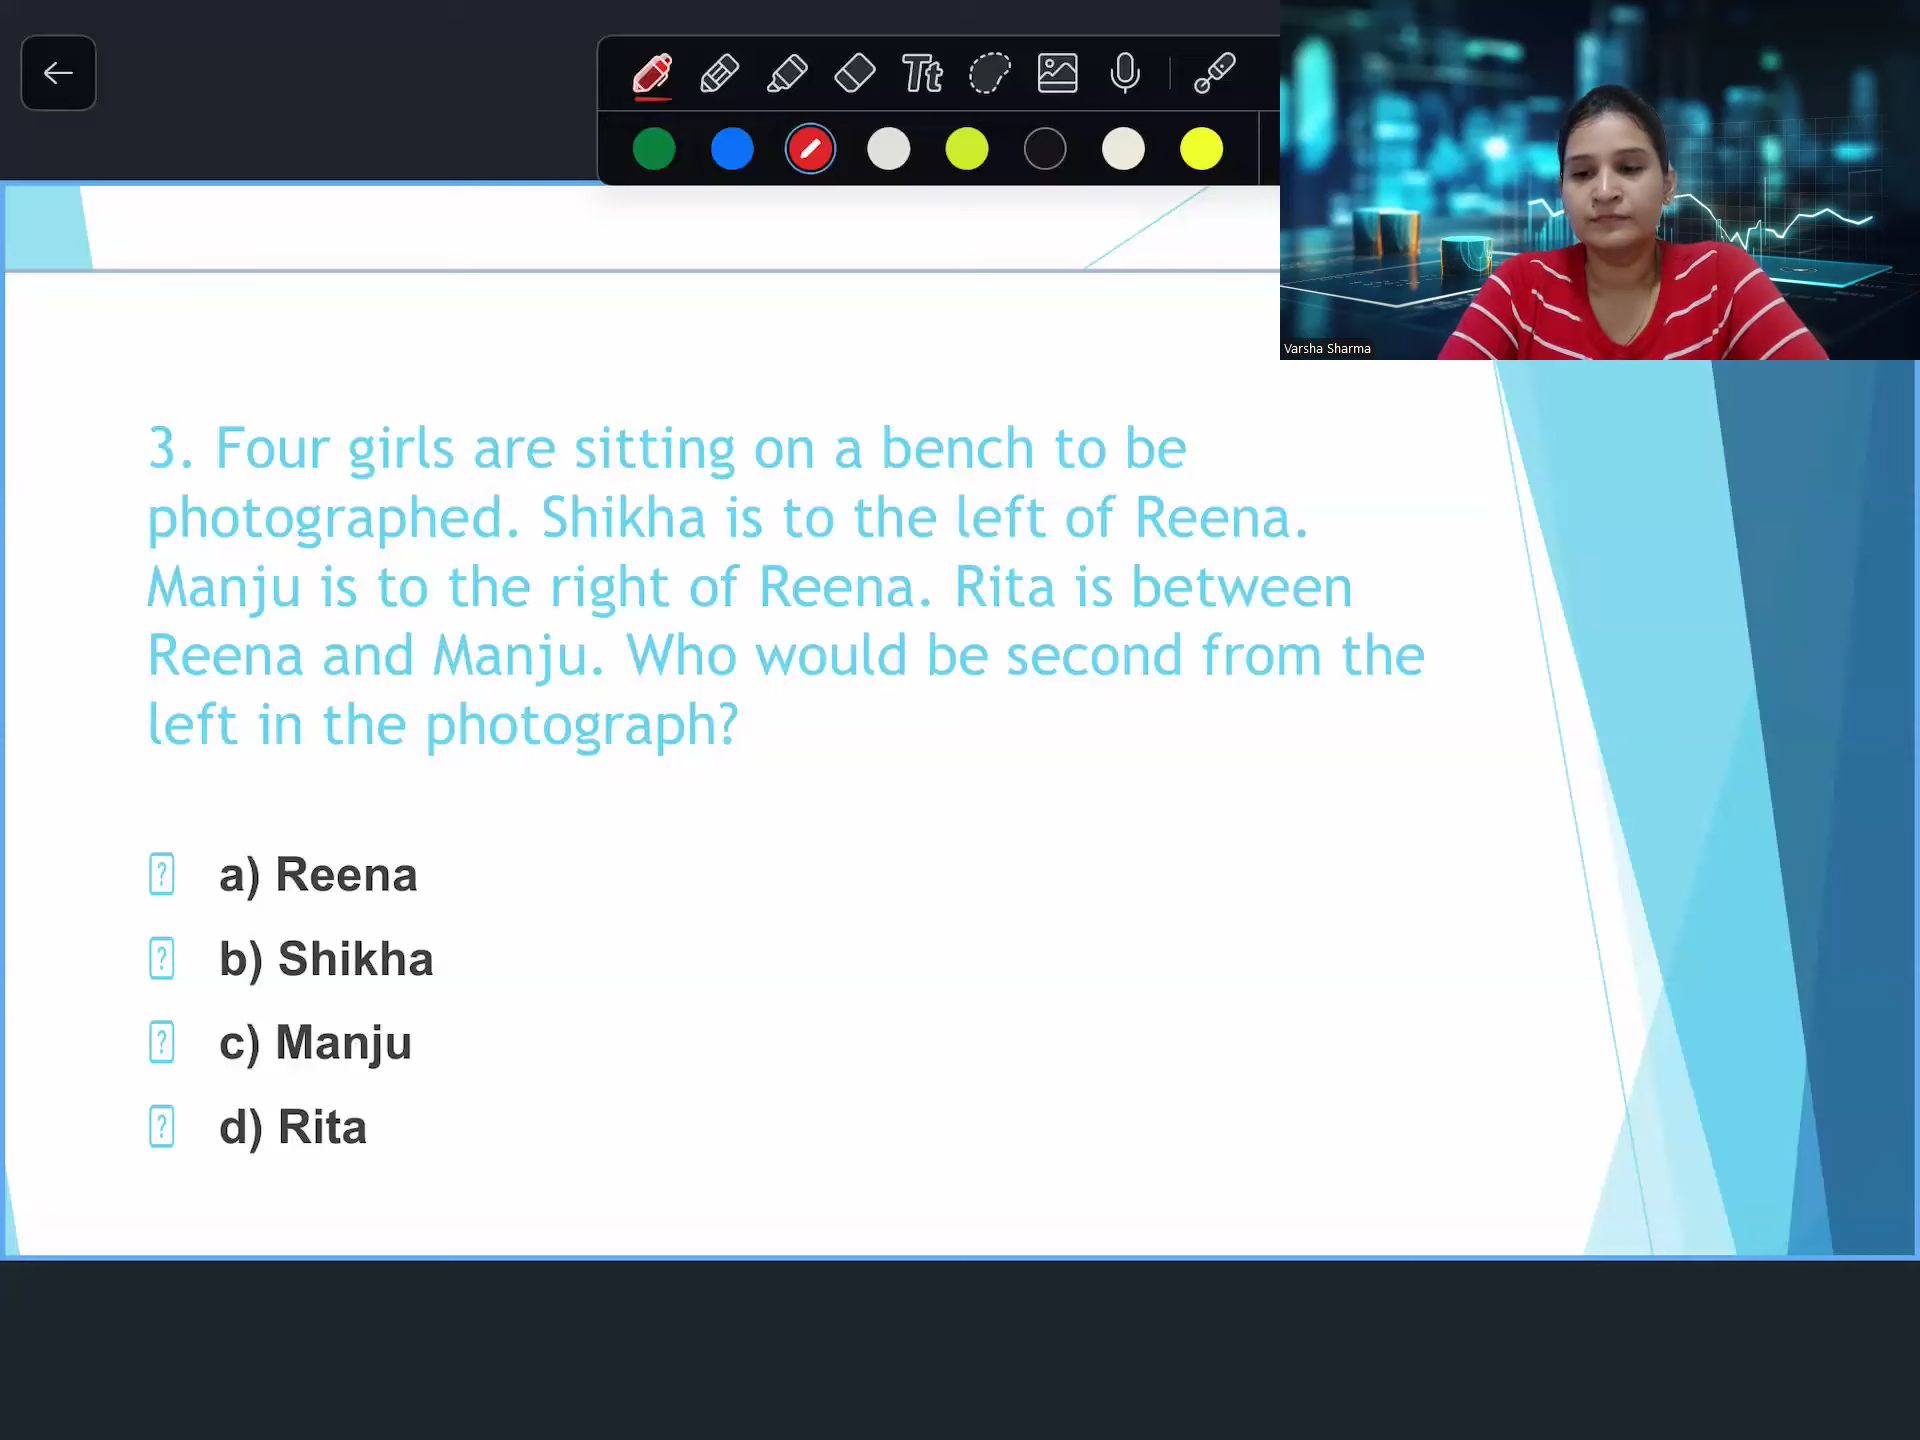 Tt
Varsha Sharma
3. Four girls are sitting on a bench to be
photographed. Shikha is to the left of Reena.
Manju is to the right of Reena. Rita is between
Reena and Manju. Who would be second from the
left in the photograph?
a) Reena
b) Shikha
c) Manju
d) Rita